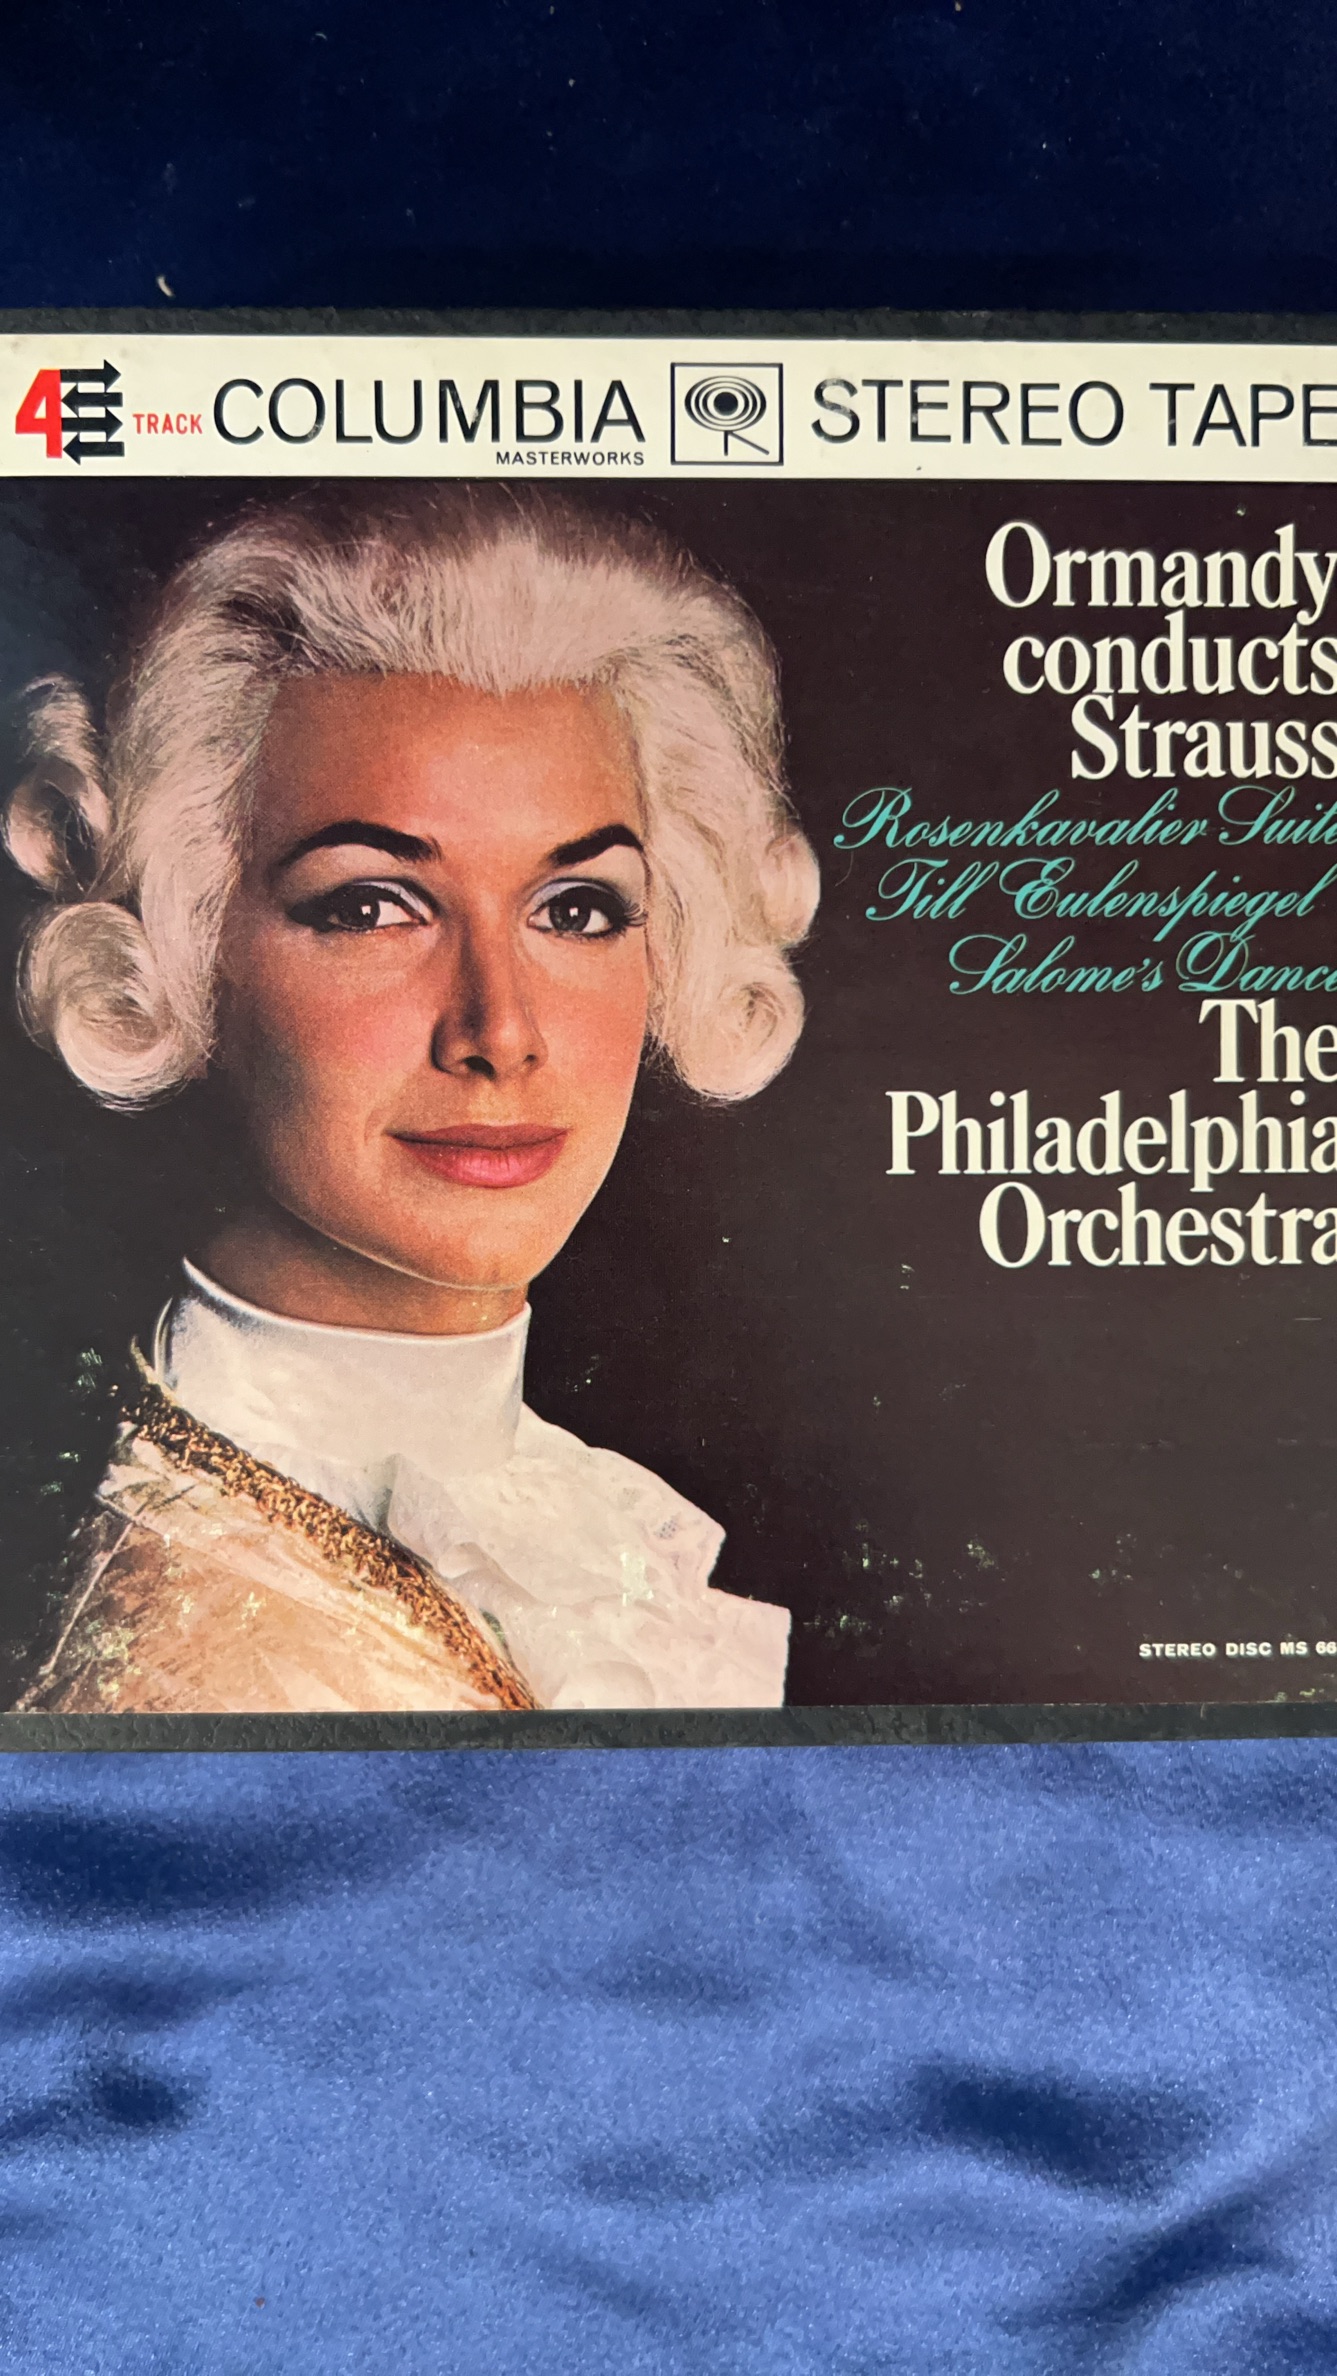 4 TRACK COLUMBIA STEREO TAPE
MASTERWORKS
Ormandy
conducts
Strauss
Rosenkavalier Suite
Till Eulenspiegel
Salome's Dance
The
Philadelphia
Orchestra
STEREO DISC MS 66